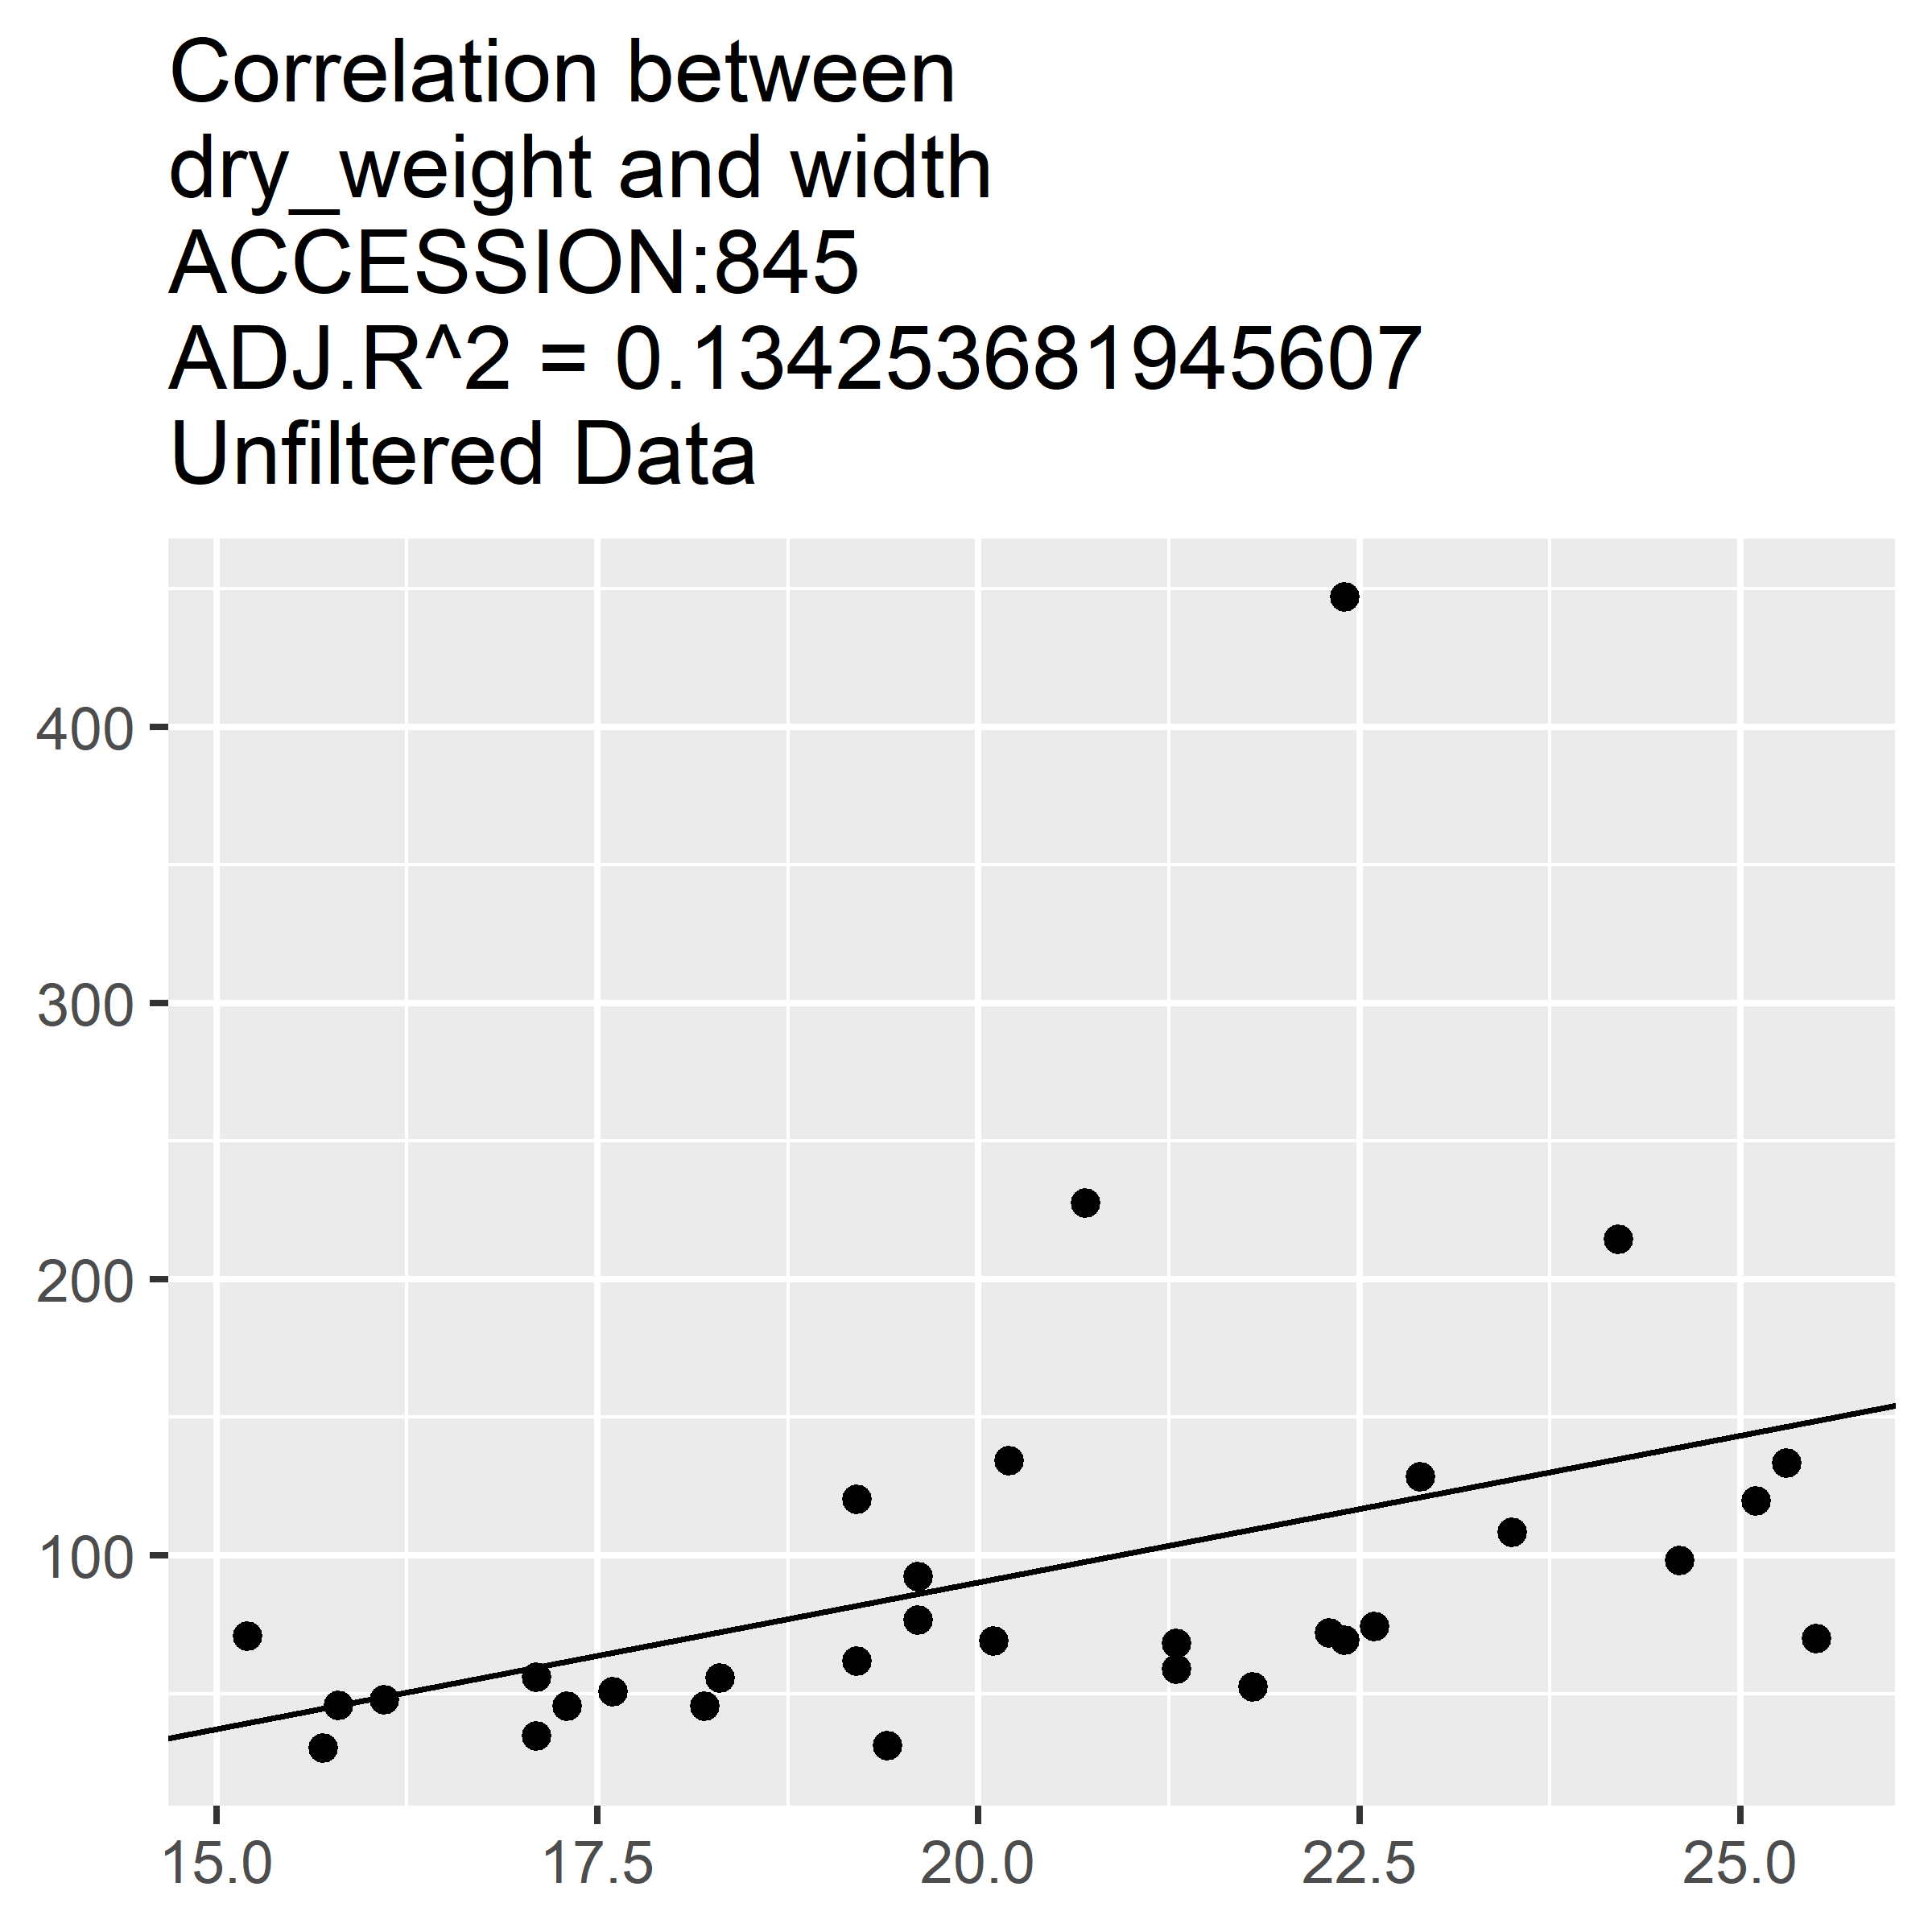 Correlation between
dry_weight and width
ACCESSION:845
ADJ.R^2 = 0.134253681945607
Unfiltered Data
400
300
200
100
15.0 17.5 20.0 22.5 25.0